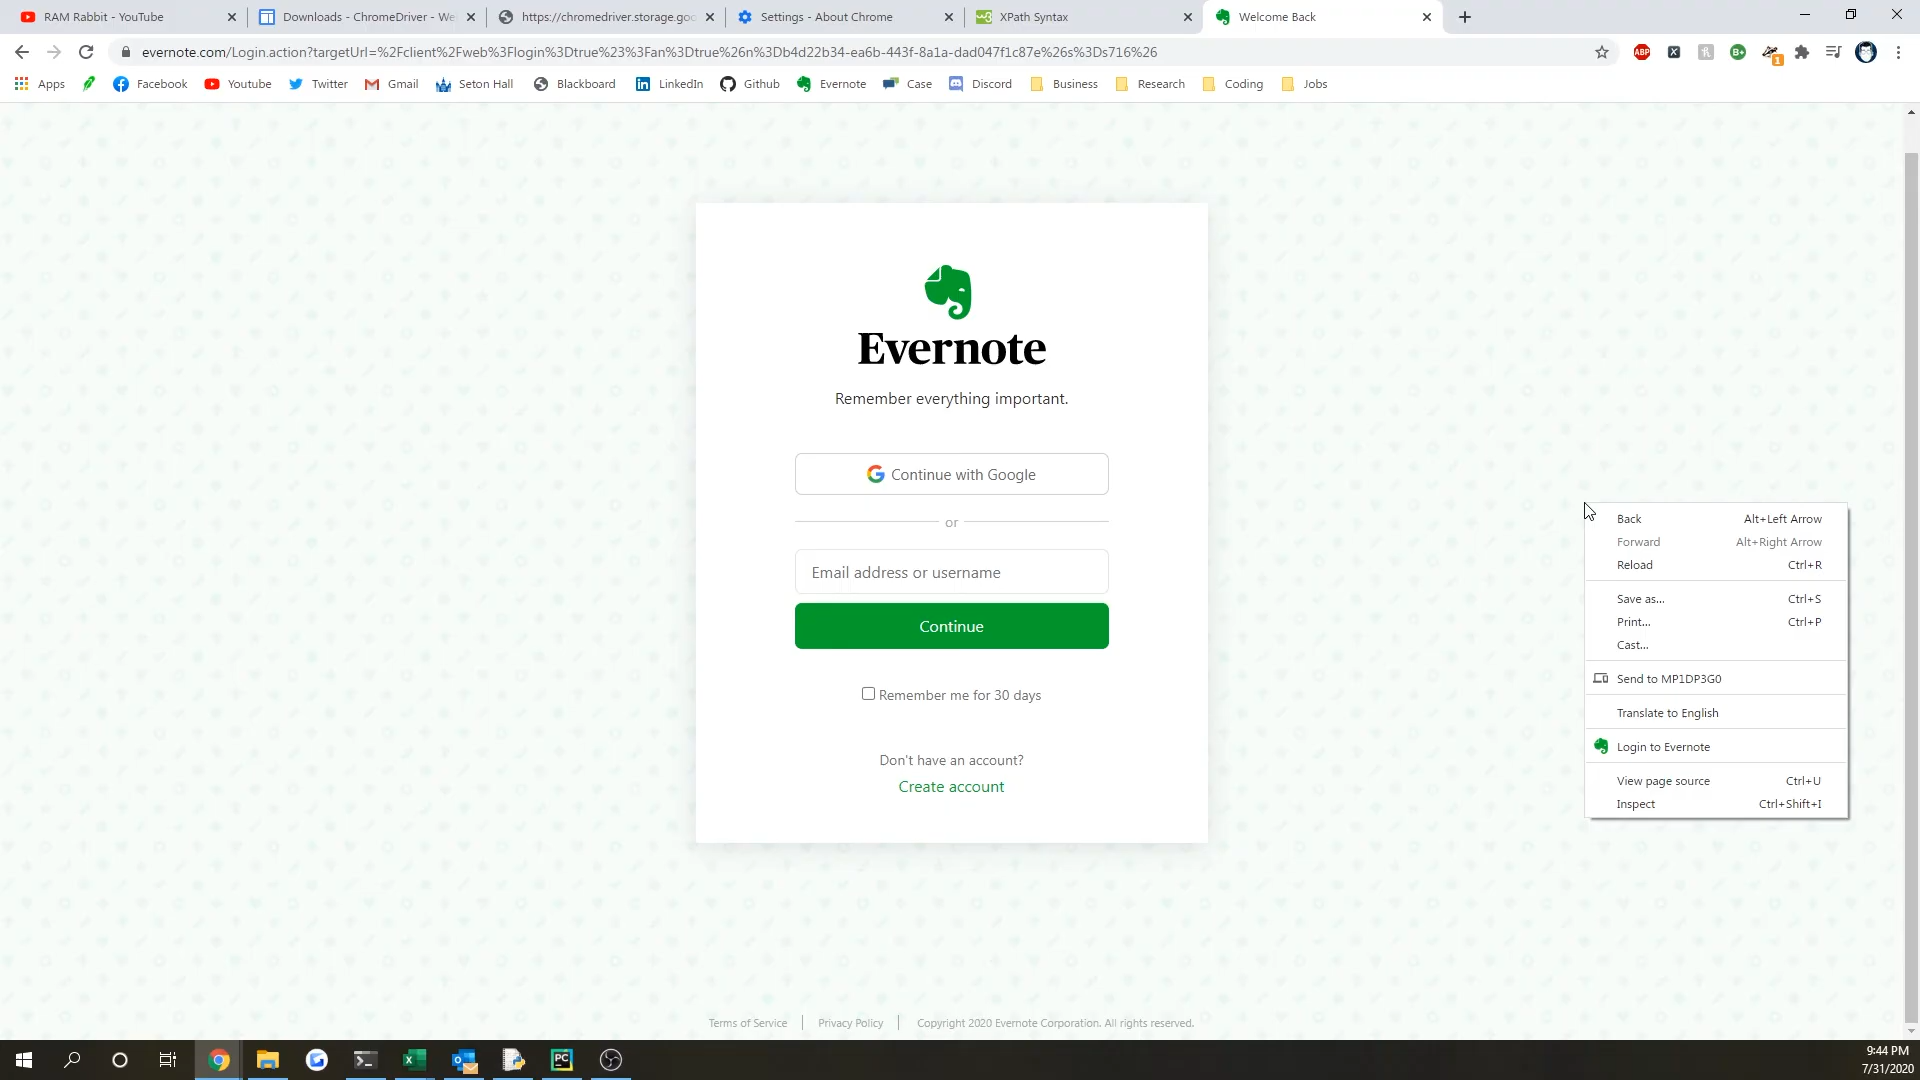 RAM Rabbit - YouTube
Downloads - ChromeDriver - We
https://chromedriver.storage.goo
Settings - About Chrome
XPath Syntax
Welcome Back
evernote.com/Login.action?targetUrl=%2Fclient%2Fweb%3Flogin%3Dtrue%23%3Fan%3Dtrue%26n%3Db4d22b34-ea6b-443f-8a1a-dad047f1c87e%26s%3Ds716%26
ABP
X
B+
1
Apps
Facebook
Youtube
Twitter
Gmail
Seton Hall
Blackboard
LinkedIn
Github
Evernote
Case
Discord
Business
Research
Coding
Jobs
Evernote
Remember everything important.
Continue with Google
or
Email address or username
Continue
Remember me for 30 days
Don't have an account?
Create account
Back Alt+Left Arrow
Forward Alt+Right Arrow
Reload Ctrl+R
Save as... Ctrl+S
Print... Ctrl+P
Cast...
Send to MP1DP3G0
Translate to English
Login to Evernote
View page source Ctrl+U
Inspect Ctrl+Shift+I
Terms of Service
Privacy Policy
Copyright 2020 Evernote Corporation. All rights reserved.
PC
9:44 PM
7/31/2020